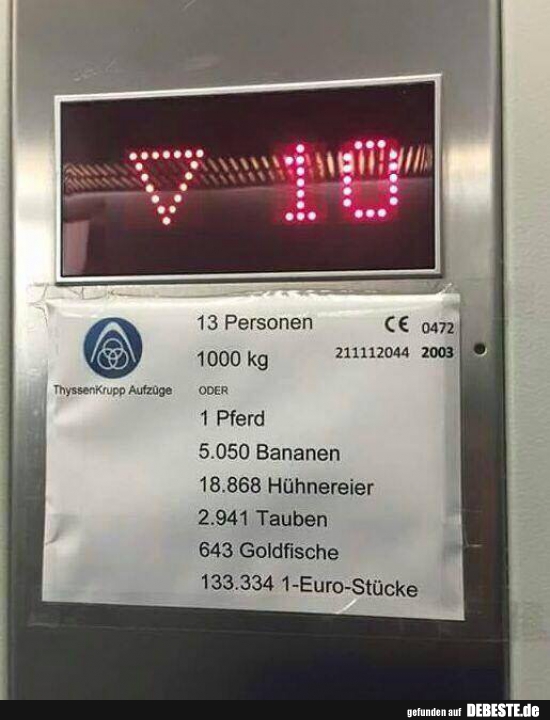 ▽ 10
13 Personen
CE 0472
1000 kg
211112044 2003
ThyssenKrupp Aufzüge
ODER
1 Pferd
5.050 Bananen
18.868 Hühnereier
2.941 Tauben
643 Goldfische
133.334 1-Euro-Stücke
gefunden auf DEBESTE.de